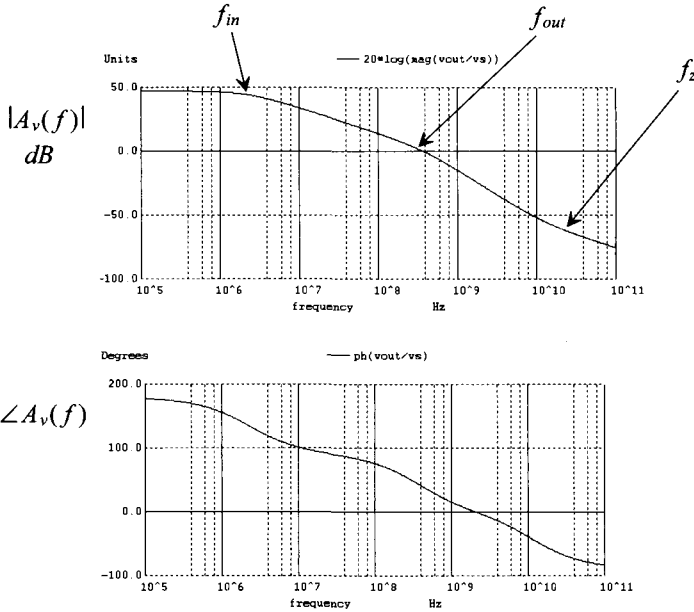 f_in
f_out
f_z
Units
20*log(mag(vout/vs))
50.0
|A_v(f)|
dB
0.0
-50.0
-100.0
10^5 10^6 10^7 10^8 10^9 10^10 10^11
frequency Hz
Degrees
ph(vout/vs)
200.0
∠A_v(f)
100.0
0.0
-100.0
10^5 10^6 10^7 10^8 10^9 10^10 10^11
frequency Hz